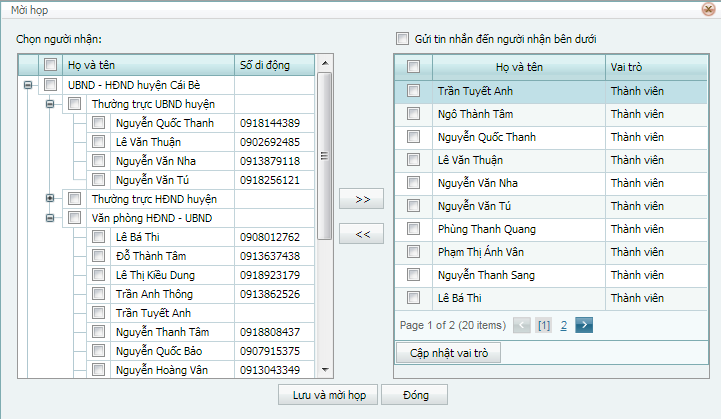 Mời họp
Chọn người nhận:
Họ và tên Số di động
UBND - HĐND huyện Cái Bè
Thường trực UBND huyện
Nguyễn Quốc Thanh 0918144389
Lê Văn Thuận 0902692485
Nguyễn Văn Nha 0913879118
Nguyễn Văn Tú 0918256121
Thường trực HĐND huyện
Văn phòng HĐND - UBND
Lê Bá Thi 0908012762
Đỗ Thành Tâm 0913637438
Lê Thị Kiều Dung 0918923179
Trần Anh Thông 0913862526
Trần Tuyết Anh
Nguyễn Thanh Tâm 0918808437
Nguyễn Quốc Bảo 0907915375
Nguyễn Hoàng Vân 0913043349
>>
<<
Gửi tin nhắn đến người nhận bên dưới
Họ và tên Vai trò
Trần Tuyết Anh Thành viên
Ngô Thành Tâm Thành viên
Nguyễn Quốc Thanh Thành viên
Lê Văn Thuận Thành viên
Nguyễn Văn Nha Thành viên
Nguyễn Văn Tú Thành viên
Phùng Thanh Quang Thành viên
Phạm Thị Ánh Vân Thành viên
Nguyễn Thanh Sang Thành viên
Lê Bá Thi Thành viên
Page 1 of 2 (20 items) < [1] 2 >
Cập nhật vai trò
Lưu và mời họp Đóng